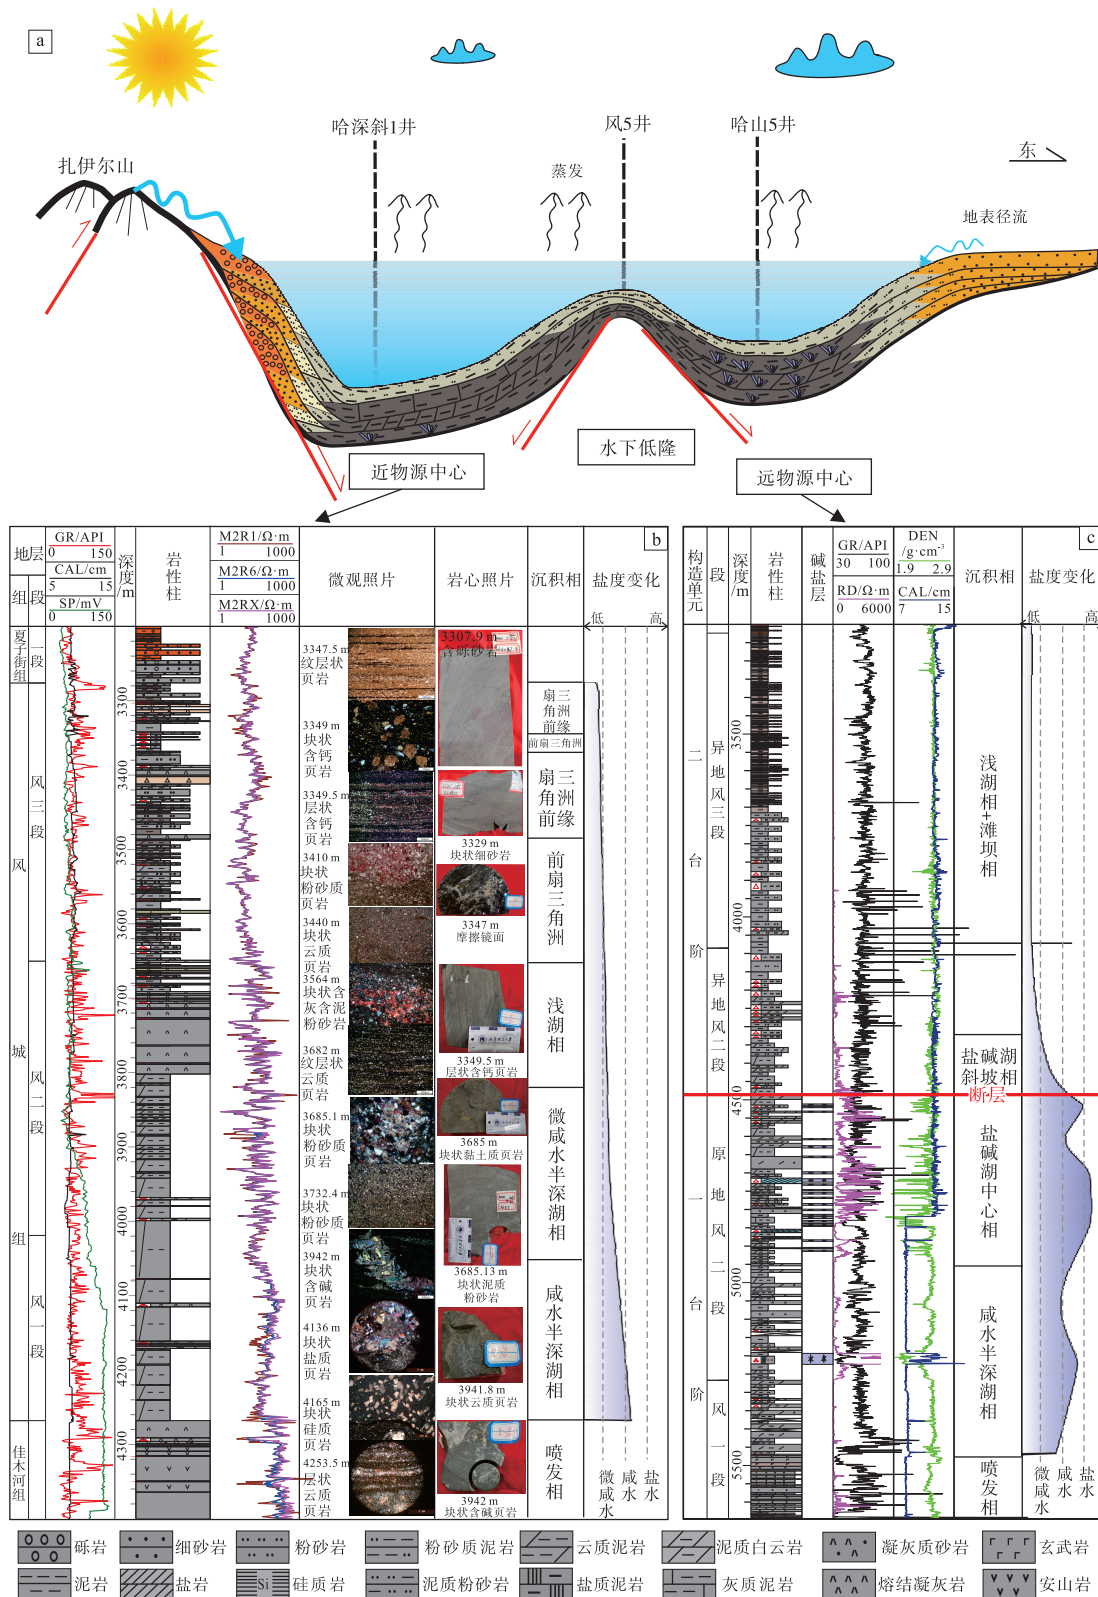 a
哈深斜1井
风5井
哈山5井
东
扎伊尔山
蒸发
地表径流
水下低隆
近物源中心
远物源中心
b
地层
组
段
GR/API
0 150
CAL/cm
5 15
SP/mV
0 150
深度/m
岩性柱
M2R1/Ω·m
1 1000
M2R6/Ω·m
1 1000
M2RX/Ω·m
1 1000
微观照片
岩心照片
沉积相
盐度变化
低 高
夏子街组
一段
风城组
风三段
风二段
风一段
佳木河组
3300
3400
3500
3600
3700
3800
3900
4000
4100
4200
4300
3347.5 m
纹层状
页岩
3349 m
块状
含钙
页岩
3349.5 m
层状
含钙
页岩
3410 m
块状
粉砂质
页岩
3440 m
块状
云质
页岩
3564 m
块状含
灰含泥
粉砂岩
3682 m
纹层状
云质
页岩
3685.1 m
块状
粉砂质
页岩
3732.4 m
块状
粉砂质
页岩
3942 m
块状
含碱
页岩
4136 m
块状
盐质
页岩
4165 m
块状
硅质
页岩
4253.5 m
层状
云质
页岩
3307.9 m
含砾砂岩
3329 m
块状细砂岩
3347 m
摩擦镜面
3349.5 m
层状含钙页岩
3685 m
块状黏土质页岩
3685.13 m
块状泥质
粉砂岩
3941.8 m
块状云质页岩
3942 m
块状含碱页岩
扇三角洲前缘
前扇三角洲
扇三角洲前缘
前扇三角洲
浅湖相
微咸水半深湖相
咸水半深湖相
喷发相
微咸水
咸水
盐水
c
构造单元
段
深度/m
岩性柱
碱盐层
GR/API
30 100
RD/Ω·m
0 6000
DEN
/g·cm⁻³
1.9 2.9
CAL/cm
7 15
沉积相
盐度变化
低 高
二台阶
一台阶
异地风三段
异地风二段
原地风二段
风一段
3500
4000
4500
5000
5500
浅湖相+滩坝相
盐碱湖
斜坡相
断层
盐碱湖中心相
咸水半深湖相
喷发相
微咸水
咸水
盐水
砾岩
细砂岩
粉砂岩
粉砂质泥岩
云质泥岩
泥质白云岩
凝灰质砂岩
玄武岩
泥岩
盐岩
Si
硅质岩
泥质粉砂岩
盐质泥岩
灰质泥岩
熔结凝灰岩
安山岩